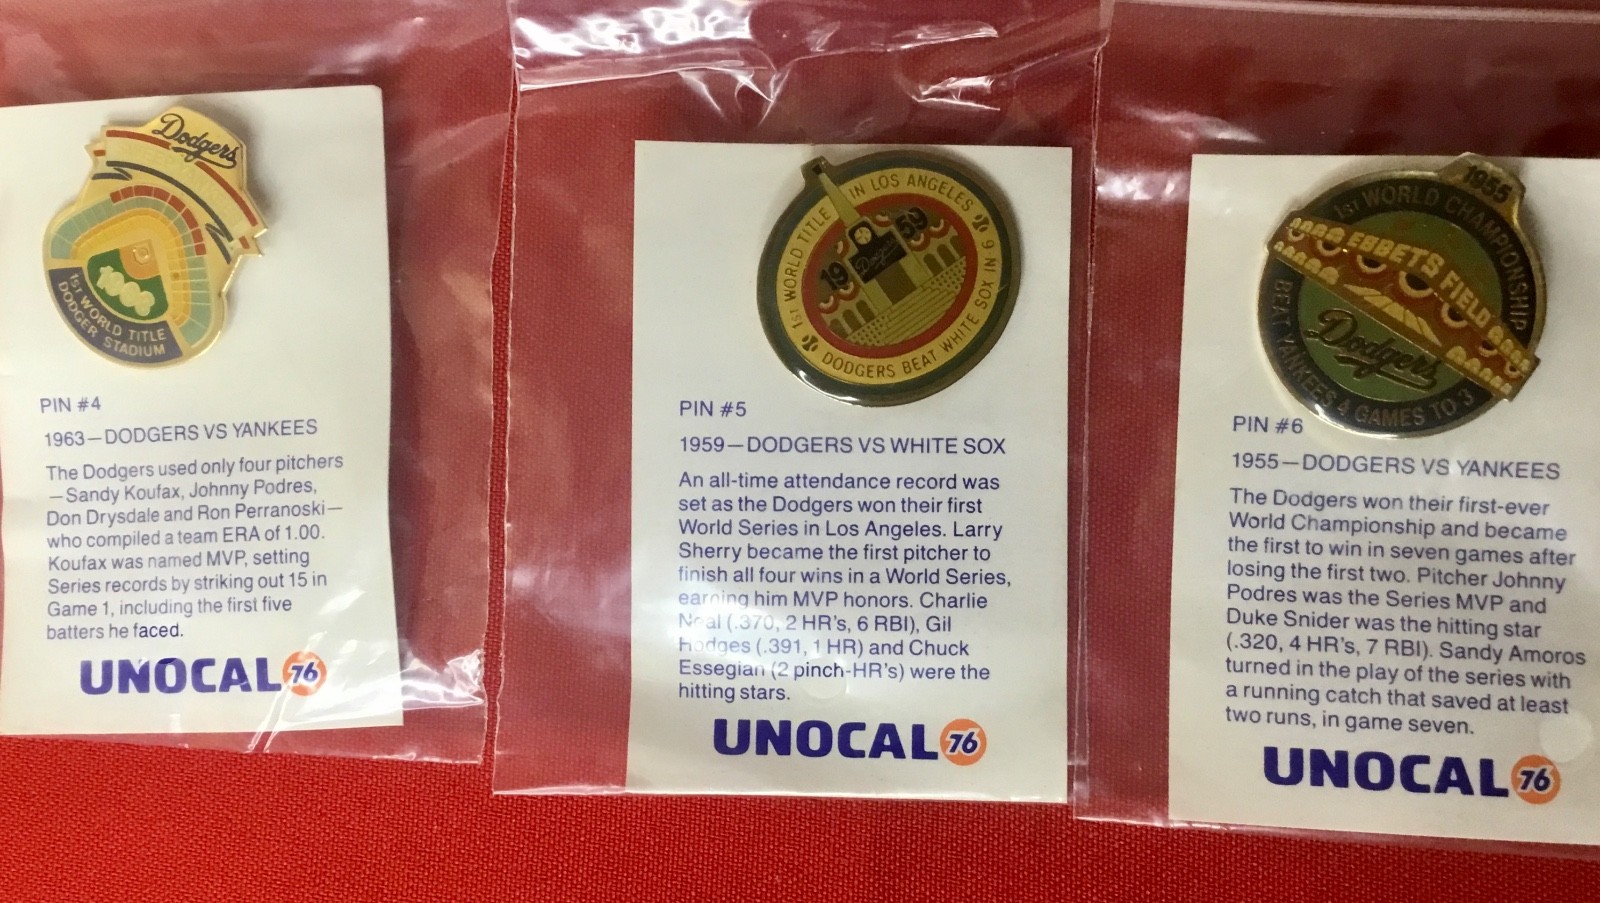 Dodgers
1ST WORLD TITLE
DODGER STADIUM
PIN #4
1963—DODGERS VS YANKEES
The Dodgers used only four pitchers
—Sandy Koufax, Johnny Podres,
Don Drysdale and Ron Perranoski—
who compiled a team ERA of 1.00.
Koufax was named MVP, setting
Series records by striking out 15 in
Game 1, including the first five
batters he faced.
UNOCAL 76
1ST WORLD TITLE IN LOS ANGELES
1959
Dodgers
DODGERS BEAT WHITE SOX 6 IN 9
PIN #5
1959—DODGERS VS WHITE SOX
An all-time attendance record was
set as the Dodgers won their first
World Series in Los Angeles. Larry
Sherry became the first pitcher to
finish all four wins in a World Series,
earning him MVP honors. Charlie
Neal (.370, 2 HR's, 6 RBI), Gil
Hodges (.391, 1 HR) and Chuck
Essegian (2 pinch-HR's) were the
hitting stars.
UNOCAL 76
1955
1ST WORLD CHAMPIONSHIP
EBBETS FIELD
Dodgers
BEAT YANKEES 4 GAMES TO 3
PIN #6
1955—DODGERS VS YANKEES
The Dodgers won their first-ever
World Championship and became
the first to win in seven games after
losing the first two. Pitcher Johnny
Podres was the Series MVP and
Duke Snider was the hitting star
(.320, 4 HR's, 7 RBI). Sandy Amoros
turned in the play of the series with
a running catch that saved at least
two runs, in game seven.
UNOCAL 76